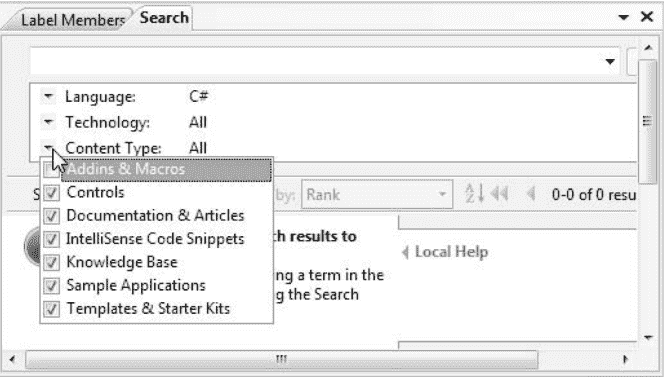 Label Members Search
Language: C#
Technology: All
Content Type: All
Addins & Macros
S by: Rank 0-0 of 0 resu
Controls
Documentation & Articles
IntelliSense Code Snippets
ch results to
Local Help
Knowledge Base
ng a term in the
Sample Applications
g the Search
Templates & Starter Kits